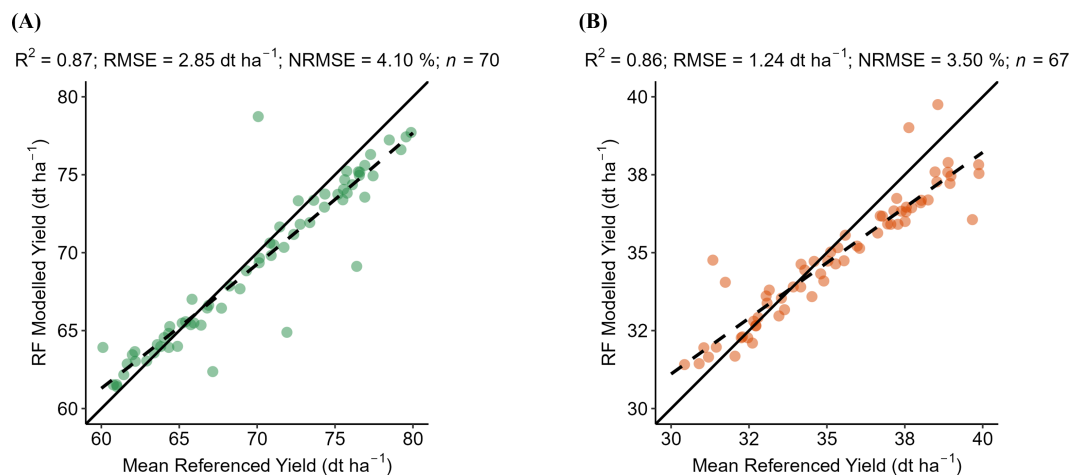 (A)
R² = 0.87; RMSE = 2.85 dt ha⁻¹; NRMSE = 4.10 %; n = 70
80
75
70
65
60
RF Modelled Yield (dt ha⁻¹)
60 65 70 75 80
Mean Referenced Yield (dt ha⁻¹)
(B)
R² = 0.86; RMSE = 1.24 dt ha⁻¹; NRMSE = 3.50 %; n = 67
40
38
35
32
30
RF Modelled Yield (dt ha⁻¹)
30 32 35 38 40
Mean Referenced Yield (dt ha⁻¹)